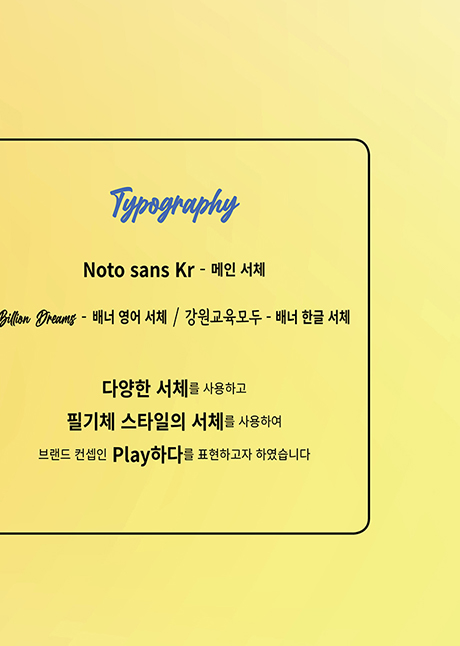 Typography
Noto sans Kr - 메인 서체
Billion Dreams - 배너 영어 서체 / 강원교육모두 - 배너 한글 서체
다양한 서체를 사용하고
필기체 스타일의 서체를 사용하여
브랜드 컨셉인 Play하다를 표현하고자 하였습니다